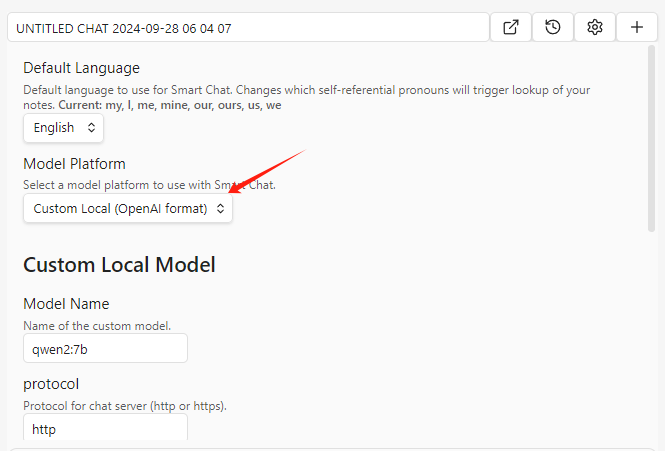 UNTITLED CHAT 2024-09-28 06 04 07
Default Language
Default language to use for Smart Chat. Changes which self-referential pronouns will trigger lookup of your
notes. Current: my, I, me, mine, our, ours, us, we
English
Model Platform
Select a model platform to use with Smart Chat.
Custom Local (OpenAI format)
Custom Local Model
Model Name
Name of the custom model.
qwen2:7b
protocol
Protocol for chat server (http or https).
http